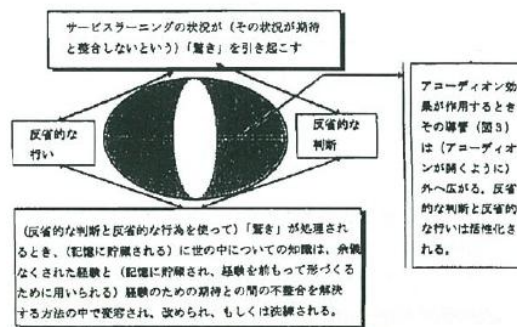 サービスラーニングの状況が（その状況が期待
と整合しないという）「驚き」を引き起こす
反省的な
行い
反省的な
判断
アコーディオン効
果が作用するとき
その導管（図3）
は（アコーディオ
ンが開くように）
外へ広がる。反省
的な判断と反省的
な行いは活性化さ
れる。
（反省的な判断と反省的な行為を使って）「驚き」が処理され
るとき、（記憶に貯蔵される）に世の中についての知識は、余儀
なくされた経験と（記憶に貯蔵され、経験を前もって形づくる
ために用いられる）経験のための期待との間の不整合を解決
する方法の中で変容され、改められ、もしくは洗練される。